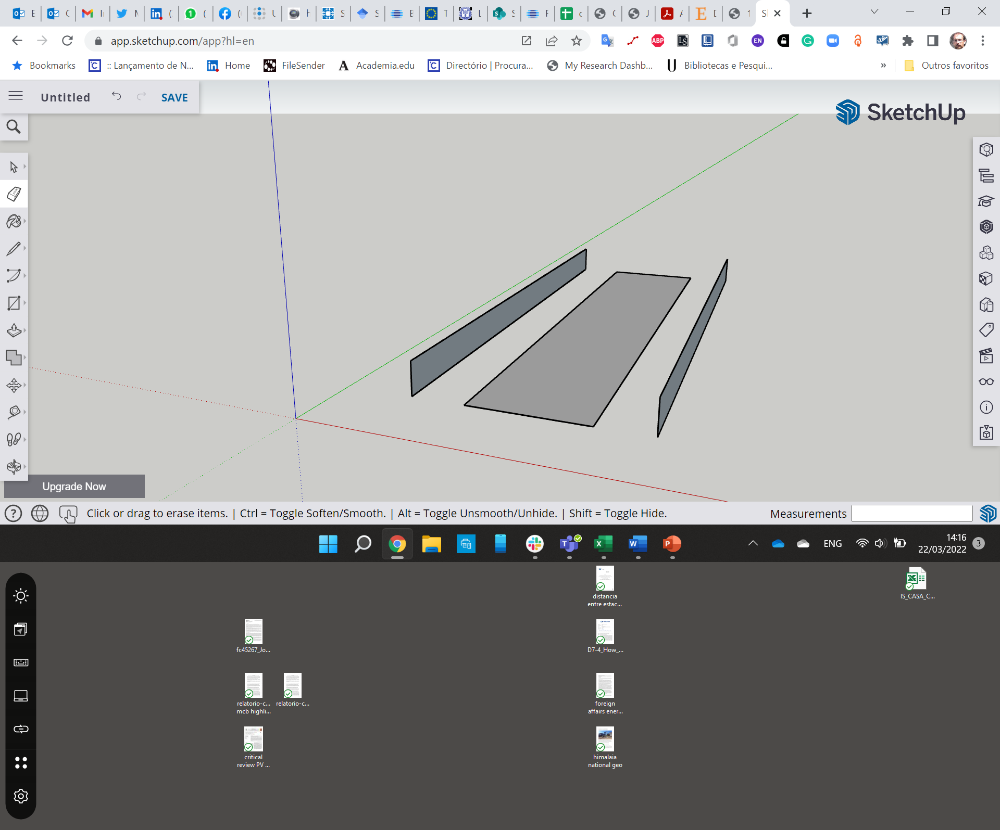 app.sketchup.com/app?hl=en
Bookmarks
:: Lançamento de N...
Home
FileSender
Academia.edu
Directório | Procura...
My Research Dashb...
Bibliotecas e Pesqui...
»
Outros favoritos
Untitled
SAVE
SketchUp
Upgrade Now
Click or drag to erase items. | Ctrl = Toggle Soften/Smooth. | Alt = Toggle Unsmooth/Unhide. | Shift = Toggle Hide.
Measurements
ENG
14:16
22/03/2022
3
distancia
entre estac...
IS_CASA_C...
fc45267_Jo...
D7-4_How_...
relatorio-c...
mcb highli...
relatorio-c...
foreign
affairs ener...
critical
review PV ...
himalaia
national geo